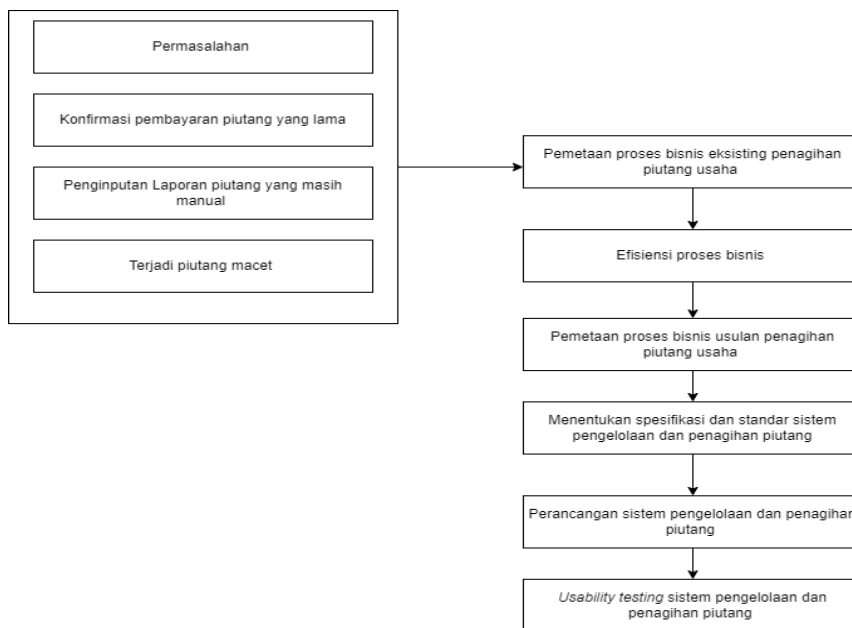 Permasalahan
Konfirmasi pembayaran piutang yang lama
Penginputan Laporan piutang yang masih
manual
Terjadi piutang macet
Pemetaan proses bisnis eksisting penagihan
piutang usaha
Efisiensi proses bisnis
Pemetaan proses bisnis usulan penagihan
piutang usaha
Menentukan spesifikasi dan standar sistem
pengelolaan dan penagihan piutang
Perancangan sistem pengelolaan dan penagihan
piutang
Usability testing sistem pengelolaan dan
penagihan piutang